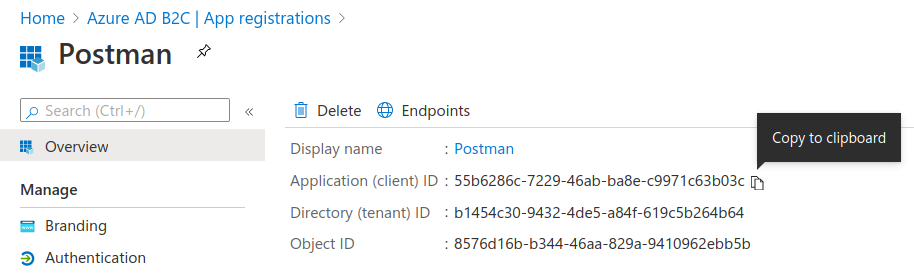 Home > Azure AD B2C | App registrations >
Postman
Search (Ctrl+/)
«
Delete
Endpoints
Overview
Copy to clipboard
Display name : Postman
Application (client) ID : 55b6286c-7229-46ab-ba8e-c9971c63b03c
Manage
Directory (tenant) ID : b1454c30-9432-4de5-a84f-619c5b264b64
Branding
Object ID : 8576d16b-b344-46aa-829a-9410962ebb5b
Authentication